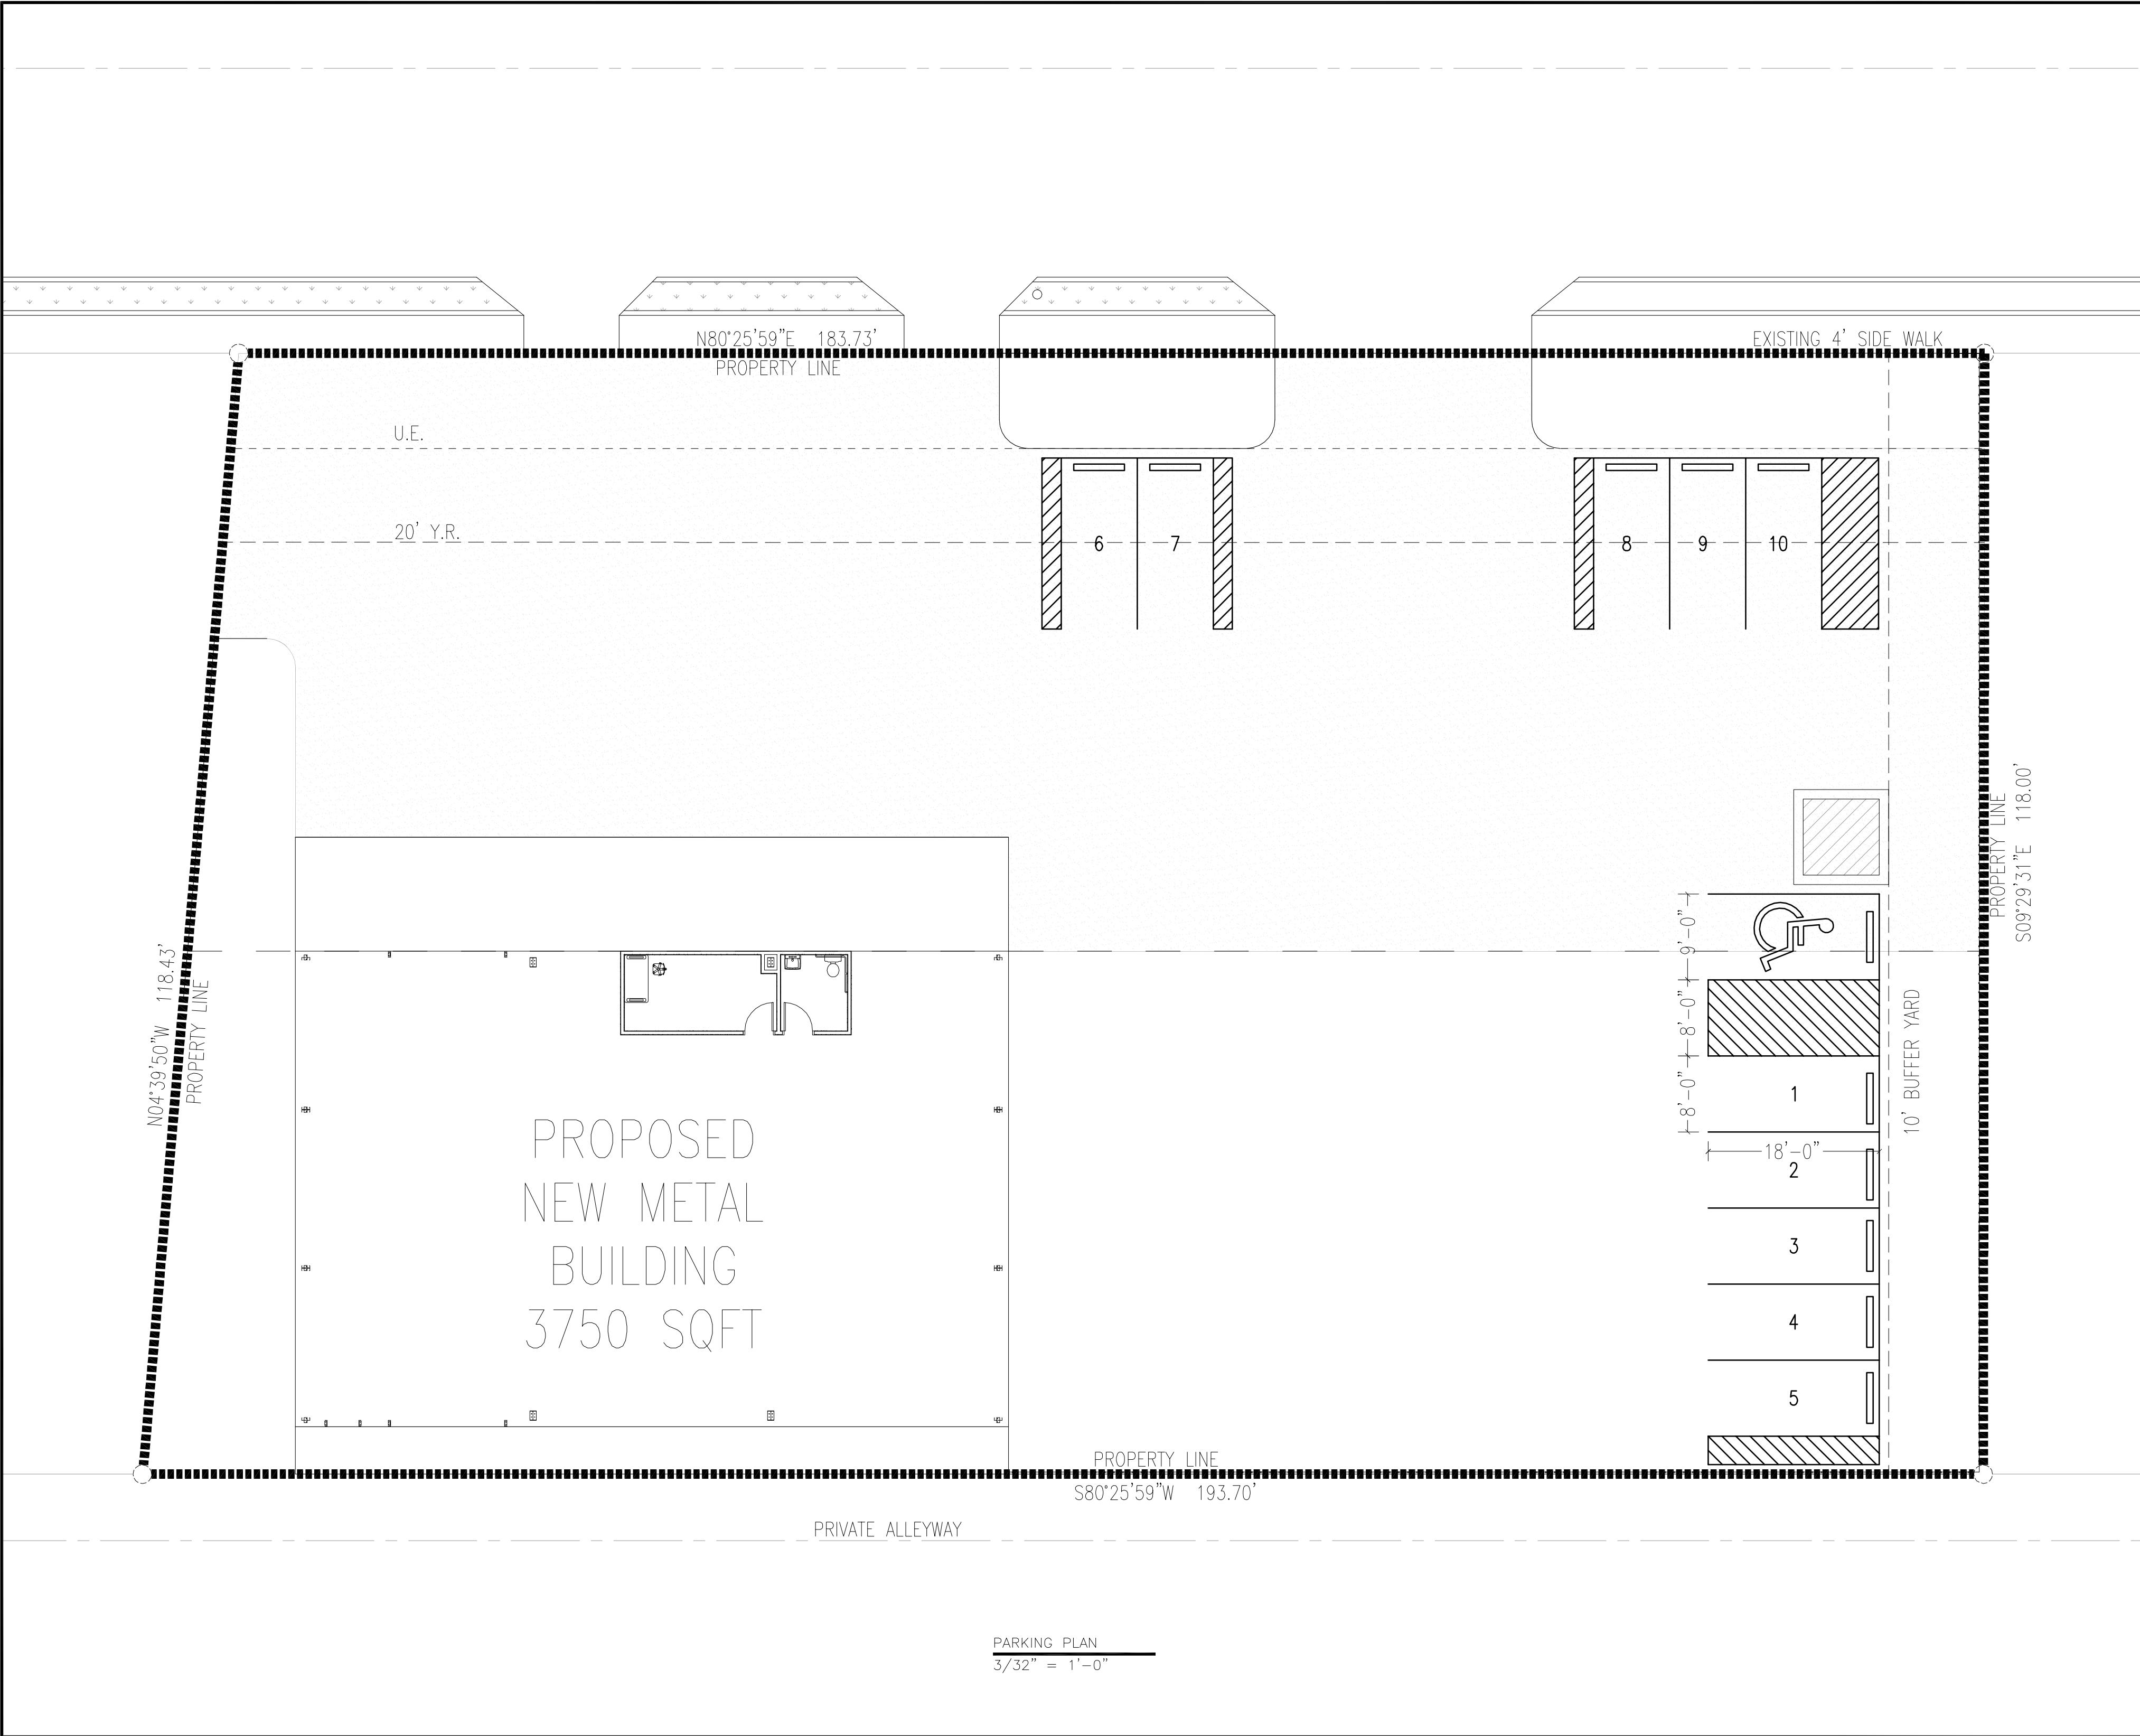 N80°25'59"E 183.73'
PROPERTY LINE
EXISTING 4' SIDE WALK
U.E.
20' Y.R.
6
7
8
9
10
PROPERTY LINE
S09°29'31"E 118.00'
N04°39'50"W 118.43'
PROPERTY LINE
9'-0"
8'-0"
8'-0"
18'-0"
10' BUFFER YARD
1
2
3
4
5
PROPOSED
NEW METAL
BUILDING
3750 SQFT
PROPERTY LINE
S80°25'59"W 193.70'
PRIVATE ALLEYWAY
PARKING PLAN
3/32" = 1'-0"